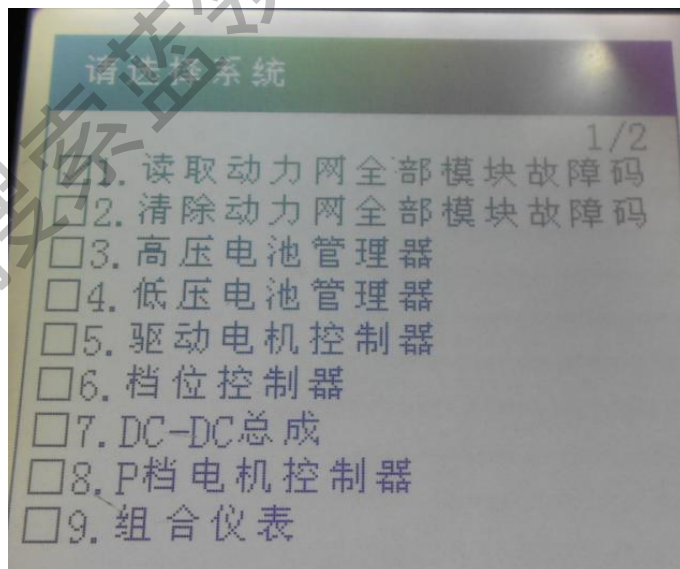 搜索蓝领
请选择系统
1/2
1.读取动力网全部模块故障码
2.清除动力网全部模块故障码
3.高压电池管理器
4.低压电池管理器
5.驱动电机控制器
6.档位控制器
7.DC-DC总成
8.P档电机控制器
9.组合仪表